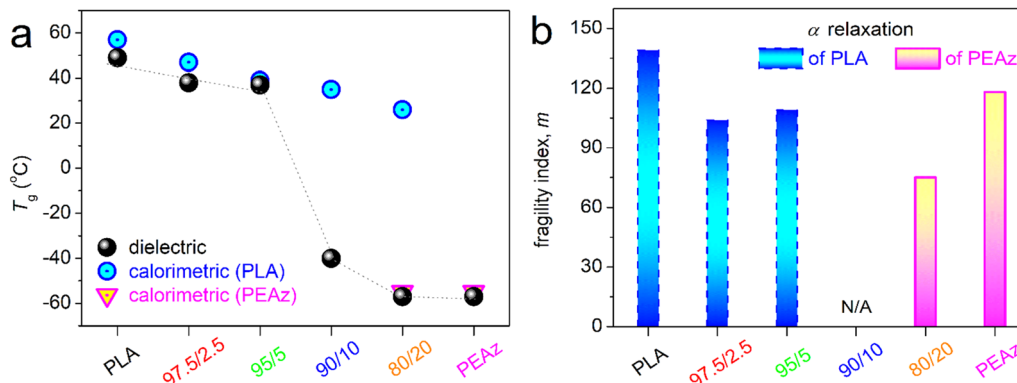 a
T_g (°C)
60
40
20
0
-20
-40
-60
dielectric
calorimetric (PLA)
calorimetric (PEAz)
PLA
97.5/2.5
95/5
90/10
80/20
PEAz
b
fragility index, m
150
120
90
60
30
0
α relaxation
of PLA
of PEAz
N/A
PLA
97.5/2.5
95/5
90/10
80/20
PEAz